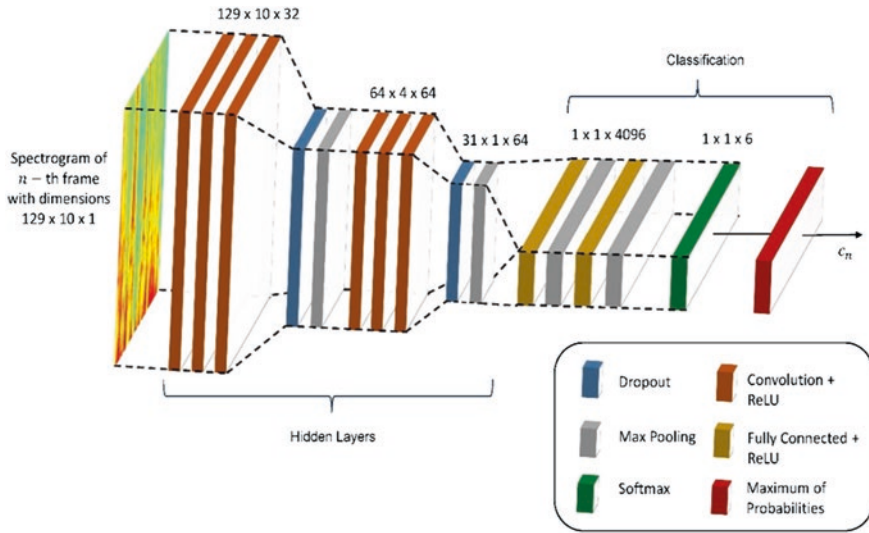 129 x 10 x 32
Classification
64 x 4 x 64
31 x 1 x 64
1 x 1 x 4096
1 x 1 x 6
Spectrogram of
n − th frame
with dimensions
129 x 10 x 1
cₙ
Hidden Layers
Dropout
Convolution +
ReLU
Max Pooling
Fully Connected +
ReLU
Softmax
Maximum of
Probabilities